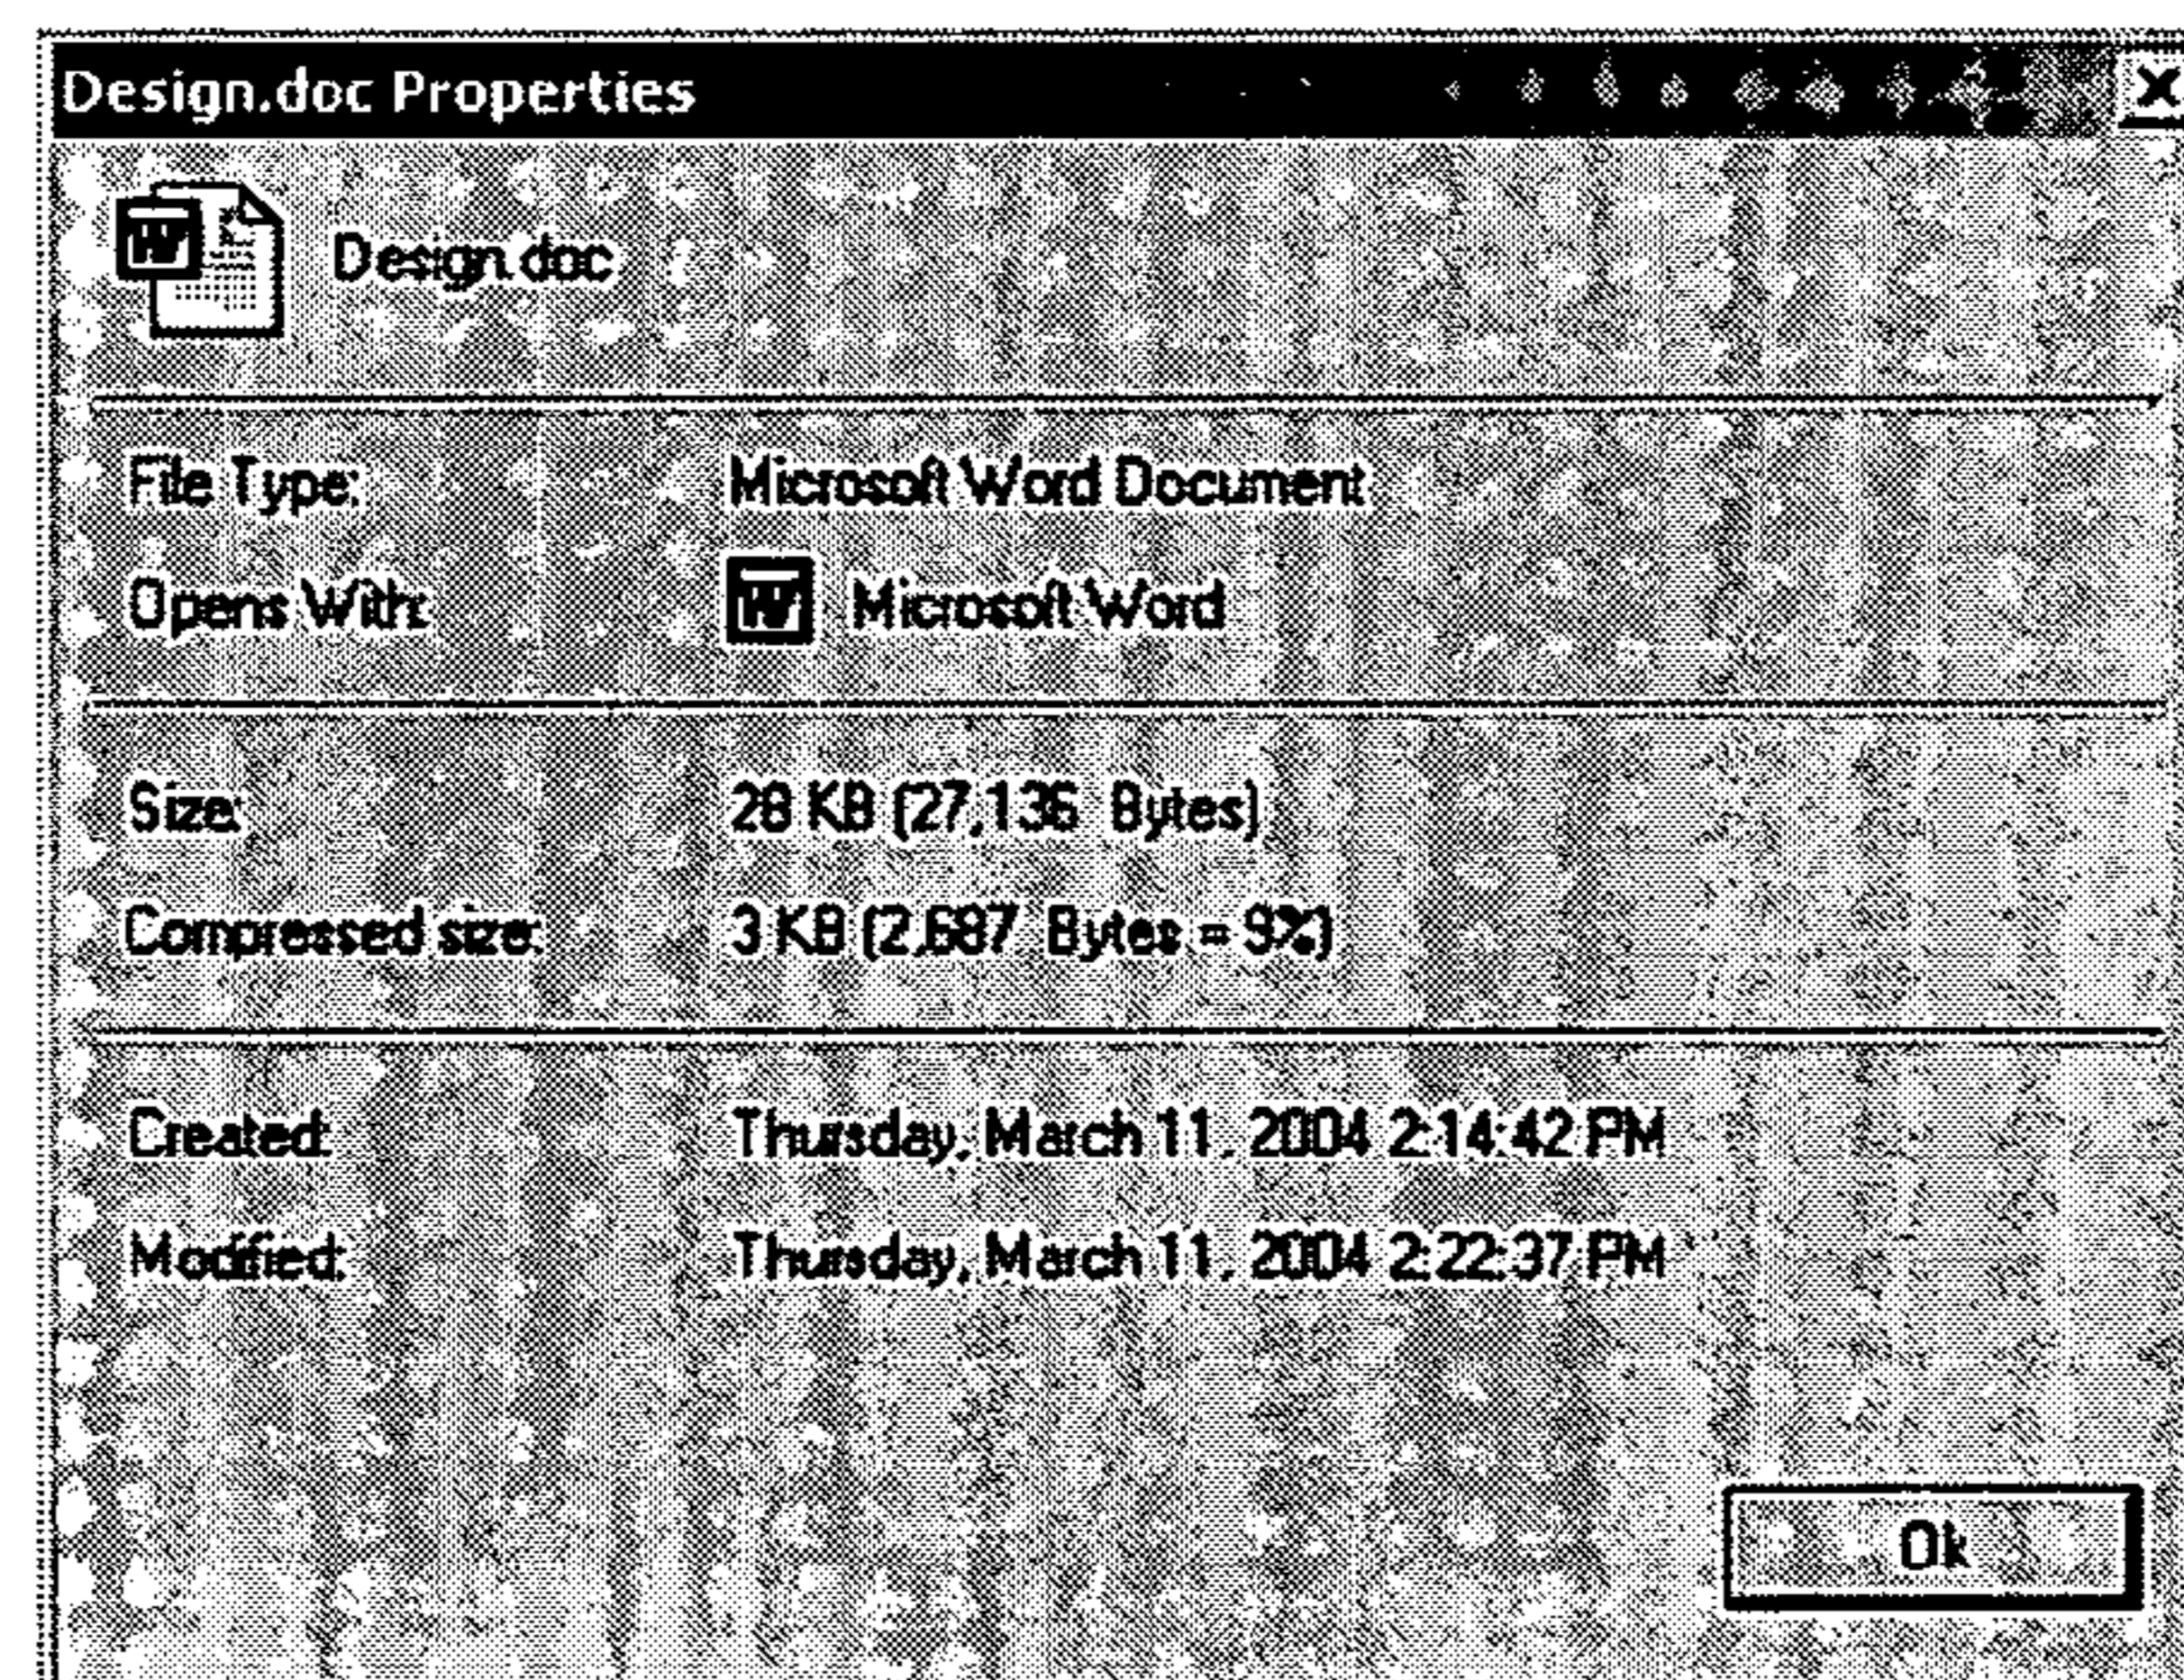 Design.doc Properties
Design.doc
File Type: Microsoft Word Document
Opens With: Microsoft Word
Size: 28 KB (27,136 Bytes)
Compressed size: 3 KB (2,687 Bytes = 9%)
Created: Thursday, March 11, 2004 2:14:42 PM
Modified: Thursday, March 11, 2004 2:22:37 PM
Ok